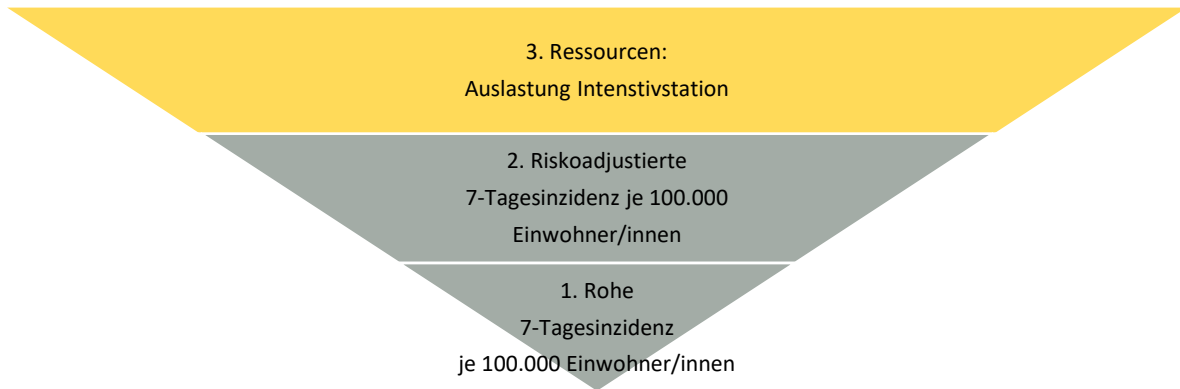 3. Ressourcen:
Auslastung Intenstivstation
2. Riskoadjustierte
7-Tagesinzidenz je 100.000
Einwohner/innen
1. Rohe
7-Tagesinzidenz
je 100.000 Einwohner/innen